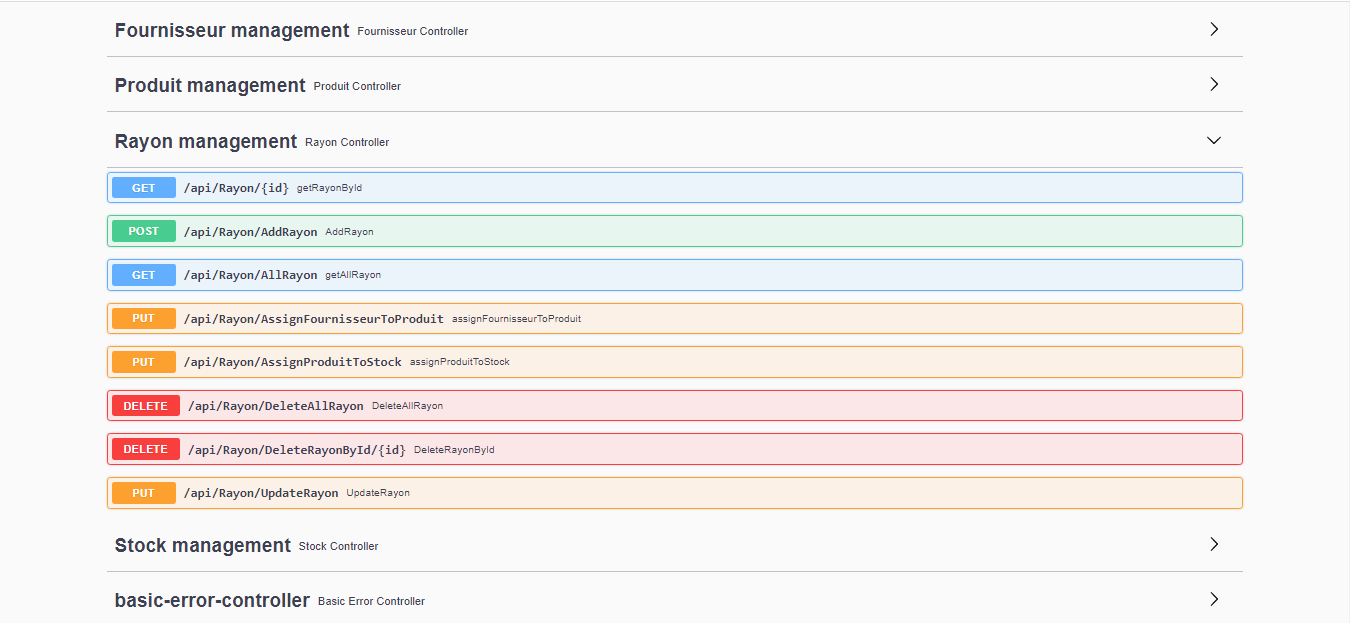 Fournisseur management Fournisseur Controller
Produit management Produit Controller
Rayon management Rayon Controller
GET /api/Rayon/{id} getRayonById
POST /api/Rayon/AddRayon AddRayon
GET /api/Rayon/AllRayon getAllRayon
PUT /api/Rayon/AssignFournisseurToProduit assignFournisseurToProduit
PUT /api/Rayon/AssignProduitToStock assignProduitToStock
DELETE /api/Rayon/DeleteAllRayon DeleteAllRayon
DELETE /api/Rayon/DeleteRayonById/{id} DeleteRayonById
PUT /api/Rayon/UpdateRayon UpdateRayon
Stock management Stock Controller
basic-error-controller Basic Error Controller